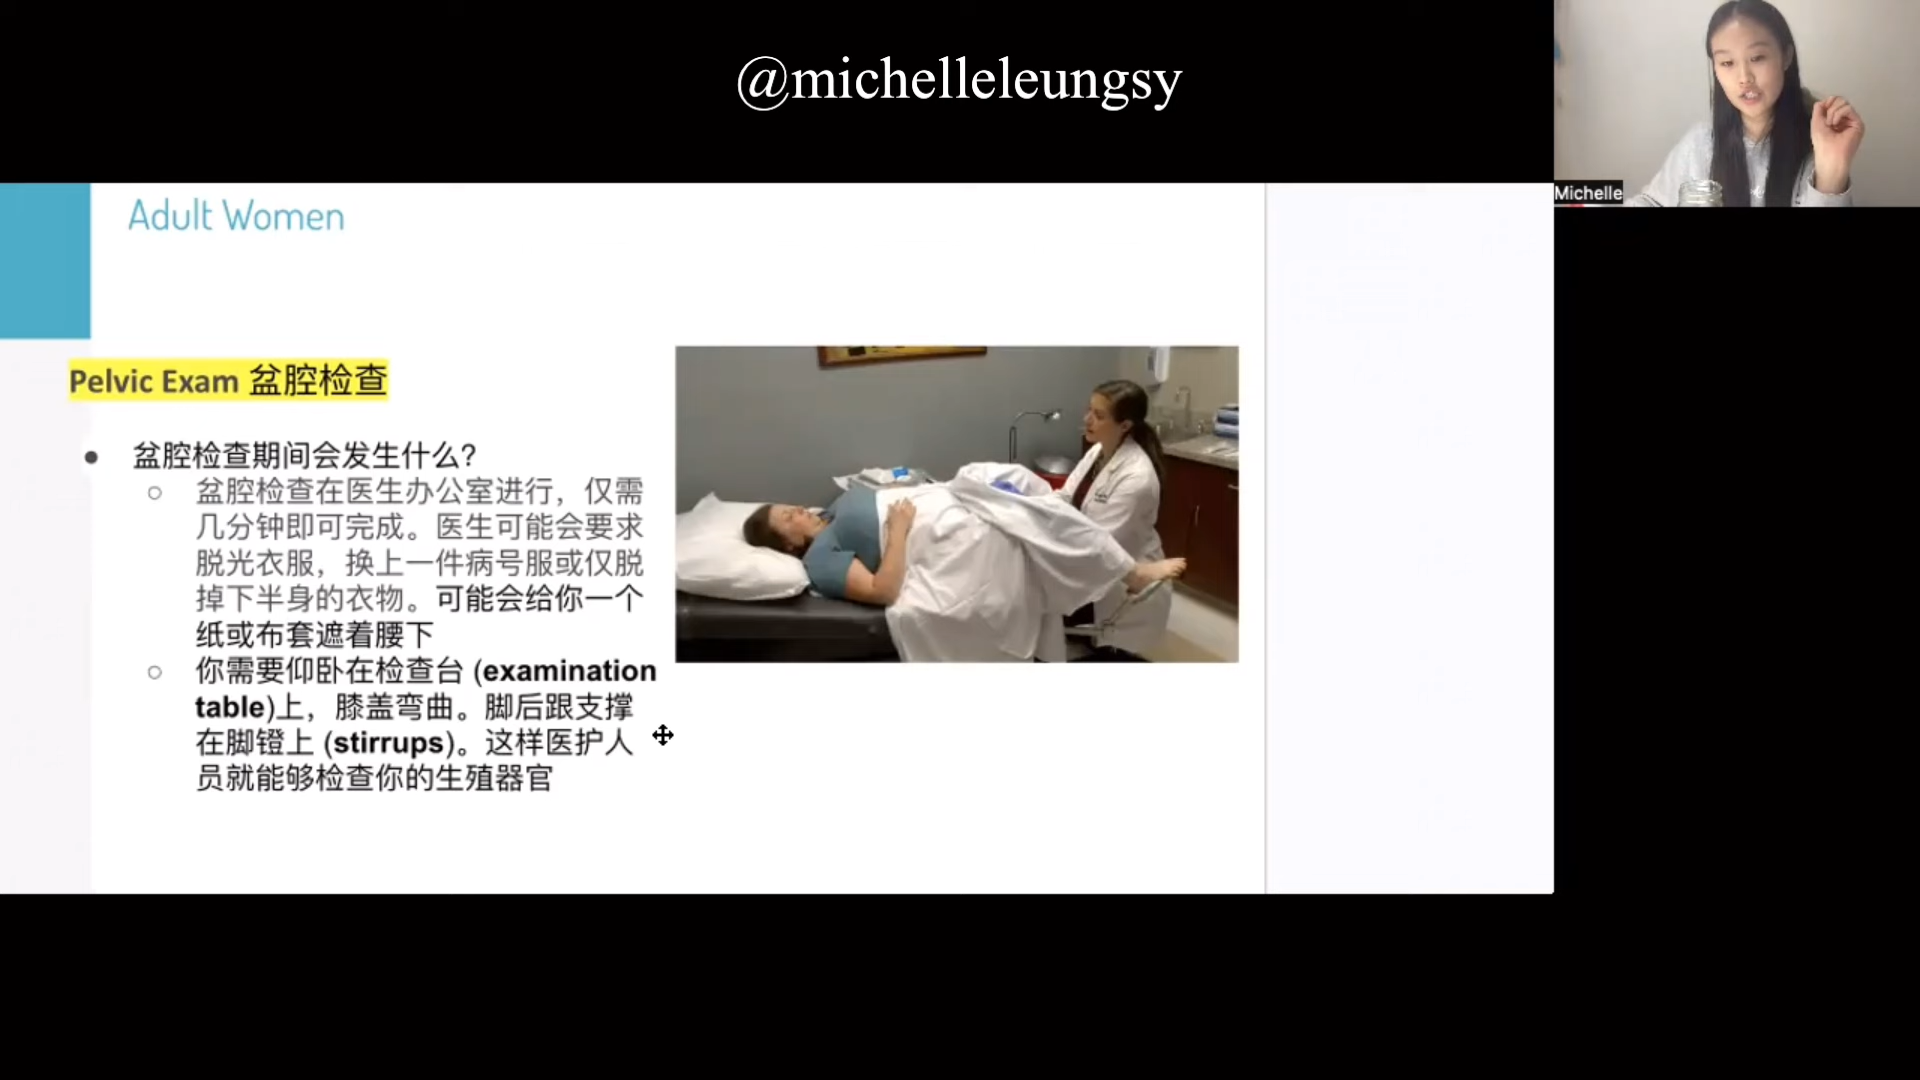 @michelleleungsy
Michelle
Adult Women
Pelvic Exam 盆腔检查
● 盆腔检查期间会发生什么?
○ 盆腔检查在医生办公室进行，仅需
几分钟即可完成。医生可能会要求
脱光衣服，换上一件病号服或仅脱
掉下半身的衣物。可能会给你一个
纸或布套遮着腰下
○ 你需要仰卧在检查台 (examination
table)上，膝盖弯曲。脚后跟支撑
在脚镫上 (stirrups)。这样医护人
员就能够检查你的生殖器官